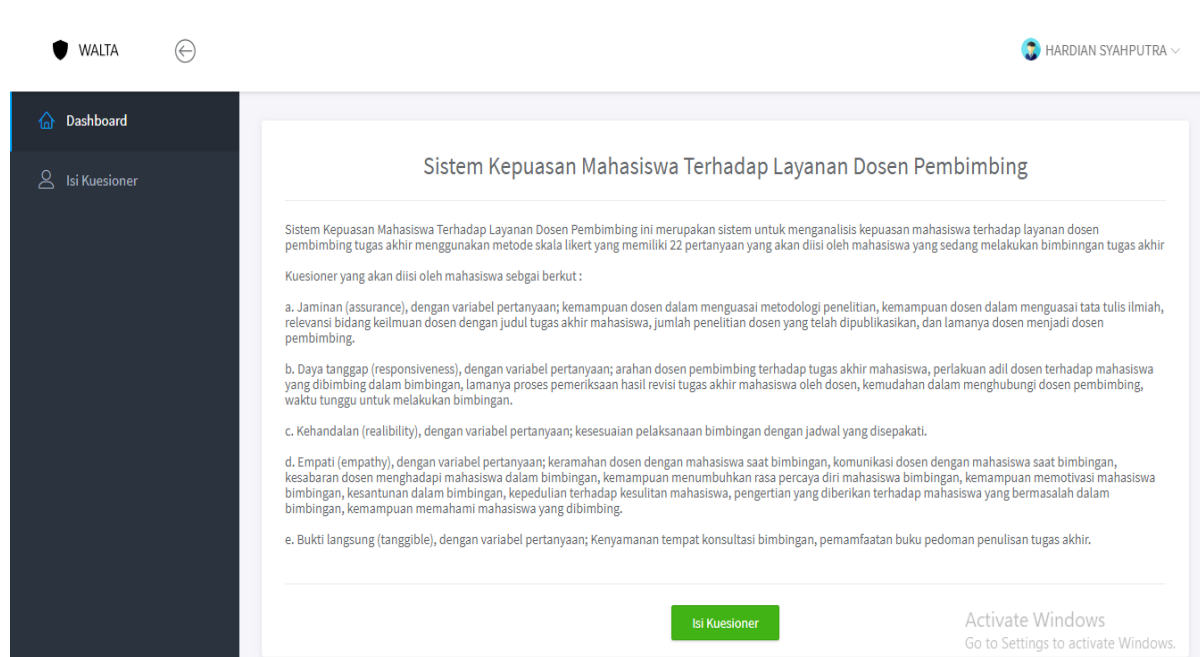 WALTA
HARDIAN SYAHPUTRA
Dashboard
Isi Kuesioner
Sistem Kepuasan Mahasiswa Terhadap Layanan Dosen Pembimbing
Sistem Kepuasan Mahasiswa Terhadap Layanan Dosen Pembimbing ini merupakan sistem untuk menganalisis kepuasan mahasiswa terhadap layanan dosen
pembimbing tugas akhir menggunakan metode skala likert yang memiliki 22 pertanyaan yang akan diisi oleh mahasiswa yang sedang melakukan bimbinngan tugas akhir
Kuesioner yang akan diisi oleh mahasiswa sebgai berkut :
a. Jaminan (assurance), dengan variabel pertanyaan; kemampuan dosen dalam menguasai metodologi penelitian, kemampuan dosen dalam menguasai tata tulis ilmiah,
relevansi bidang keilmuan dosen dengan judul tugas akhir mahasiswa, jumlah penelitian dosen yang telah dipublikasikan, dan lamanya dosen menjadi dosen
pembimbing.
b. Daya tanggap (responsiveness), dengan variabel pertanyaan; arahan dosen pembimbing terhadap tugas akhir mahasiswa, perlakuan adil dosen terhadap mahasiswa
yang dibimbing dalam bimbingan, lamanya proses pemeriksaan hasil revisi tugas akhir mahasiswa oleh dosen, kemudahan dalam menghubungi dosen pembimbing,
waktu tunggu untuk melakukan bimbingan.
c. Kehandalan (realibility), dengan variabel pertanyaan; kesesuaian pelaksanaan bimbingan dengan jadwal yang disepakati.
d. Empati (empathy), dengan variabel pertanyaan; keramahan dosen dengan mahasiswa saat bimbingan, komunikasi dosen dengan mahasiswa saat bimbingan,
kesabaran dosen menghadapi mahasiswa dalam bimbingan, kemampuan menumbuhkan rasa percaya diri mahasiswa bimbingan, kemampuan memotivasi mahasiswa
bimbingan, kesantunan dalam bimbingan, kepedulian terhadap kesulitan mahasiswa, pengertian yang diberikan terhadap mahasiswa yang bermasalah dalam
bimbingan, kemampuan memahami mahasiswa yang dibimbing.
e. Bukti langsung (tanggible), dengan variabel pertanyaan; Kenyamanan tempat konsultasi bimbingan, pemamfaatan buku pedoman penulisan tugas akhir.
Isi Kuesioner
Activate Windows
Go to Settings to activate Windows.